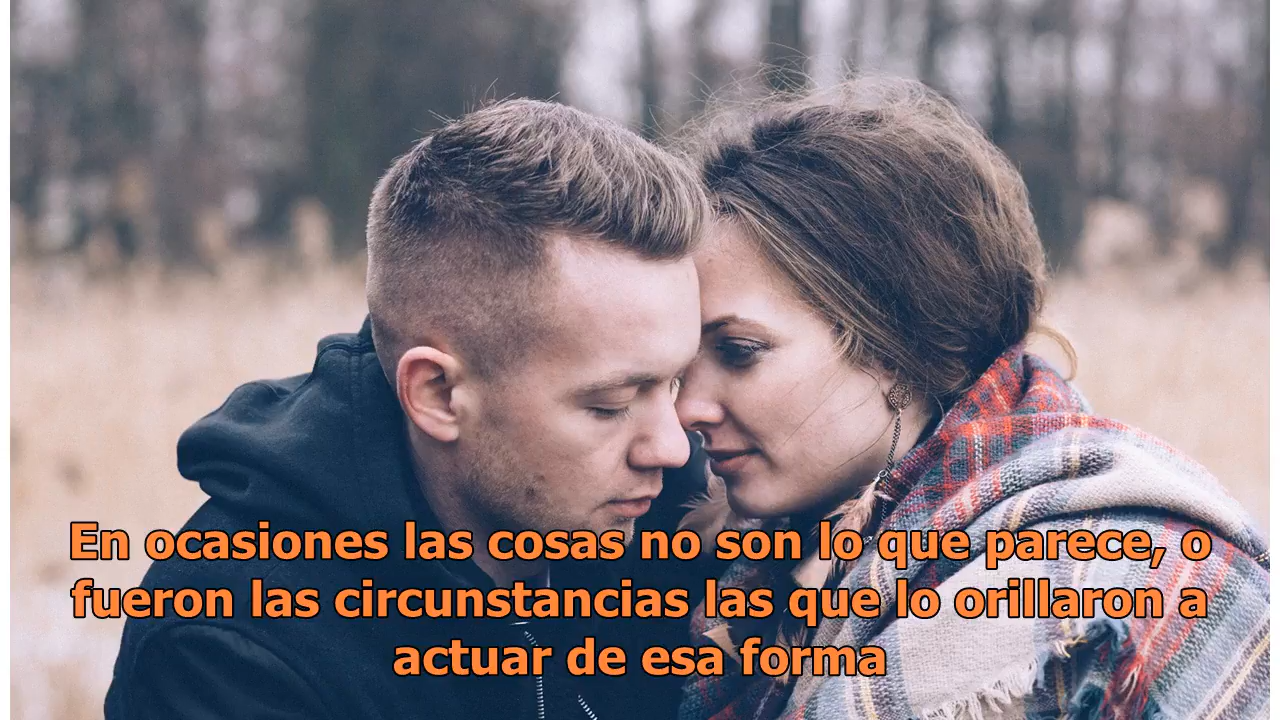 En ocasiones las cosas no son lo que parece, o
fueron las circunstancias las que lo orillaron a
actuar de esa forma